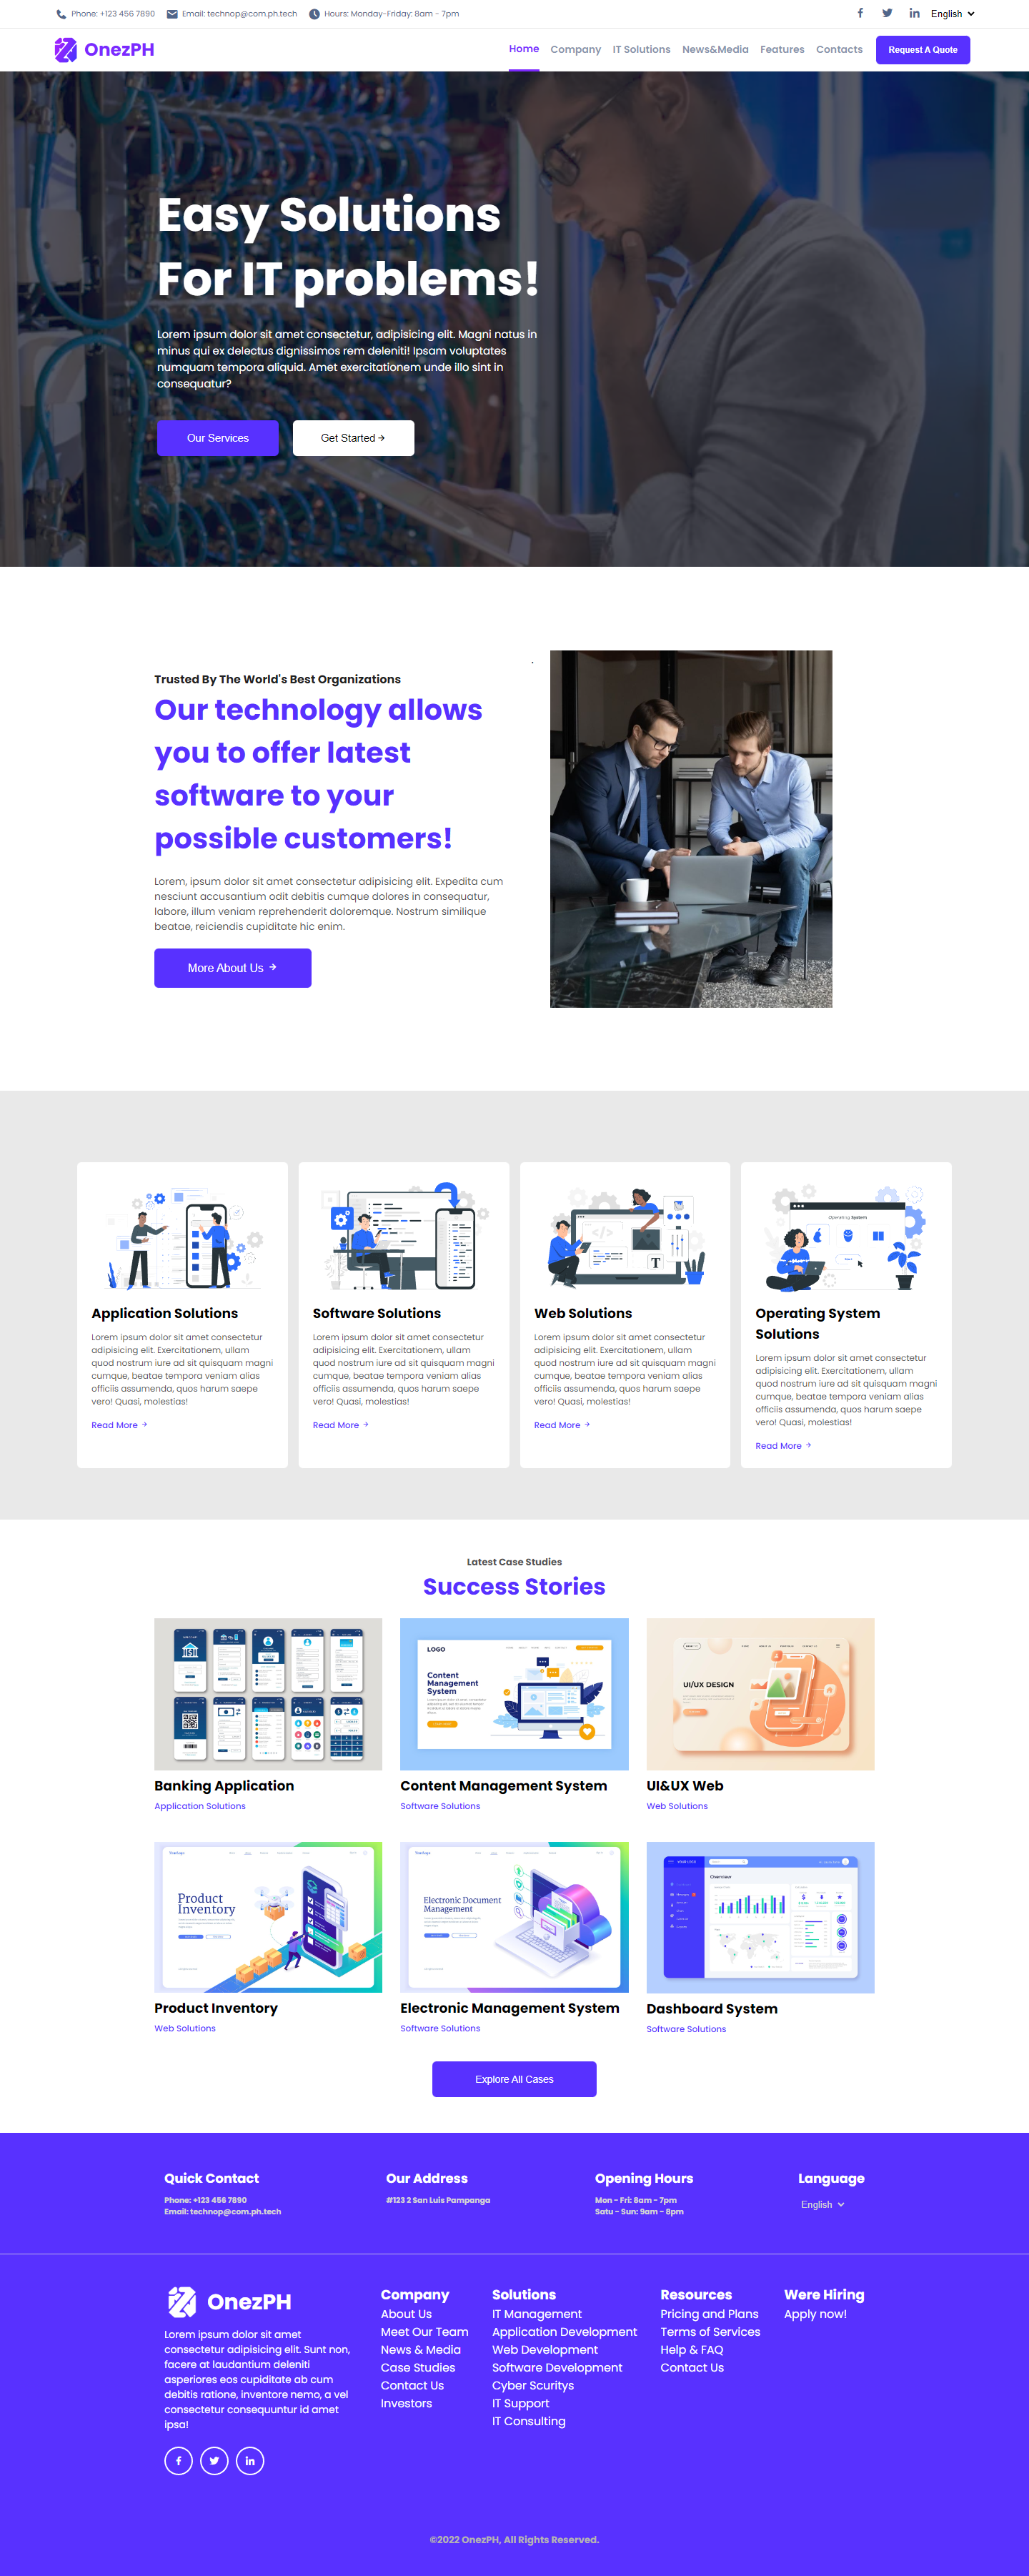 Phone: +123 456 7890 Email: technop@com.ph.tech Hours: Monday-Friday: 8am - 7pm English
OnezPH Home Company IT Solutions News&Media Features Contacts Request A Quote
Easy Solutions
For IT problems!
Lorem ipsum dolor sit amet consectetur, adipisicing elit. Magni natus in
minus qui ex delectus dignissimos rem deleniti! Ipsam voluptates
numquam tempora aliquid. Amet exercitationem unde illo sint in
consequatur?
Our Services Get Started →
Trusted By The World's Best Organizations
Our technology allows
you to offer latest
software to your
possible customers!
Lorem, ipsum dolor sit amet consectetur adipisicing elit. Expedita cum
nesciunt accusantium odit debitis cumque dolores in consequatur,
labore, illum veniam reprehenderit doloremque. Nostrum similique
beatae, reiciendis cupiditate hic enim.
More About Us →
Application Solutions
Lorem ipsum dolor sit amet consectetur
adipisicing elit. Exercitationem, ullam
quod nostrum iure ad sit quisquam magni
cumque, beatae tempora veniam alias
officiis assumenda, quos harum saepe
vero! Quasi, molestias!
Read More →
Software Solutions
Lorem ipsum dolor sit amet consectetur
adipisicing elit. Exercitationem, ullam
quod nostrum iure ad sit quisquam magni
cumque, beatae tempora veniam alias
officiis assumenda, quos harum saepe
vero! Quasi, molestias!
Read More →
T
Web Solutions
Lorem ipsum dolor sit amet consectetur
adipisicing elit. Exercitationem, ullam
quod nostrum iure ad sit quisquam magni
cumque, beatae tempora veniam alias
officiis assumenda, quos harum saepe
vero! Quasi, molestias!
Read More →
Operating System
Operating System
Solutions
Lorem ipsum dolor sit amet consectetur
adipisicing elit. Exercitationem, ullam
quod nostrum iure ad sit quisquam magni
cumque, beatae tempora veniam alias
officiis assumenda, quos harum saepe
vero! Quasi, molestias!
Read More →
Latest Case Studies
Success Stories
Banking Application
Application Solutions
LOGO
Content
Management
System
Content Management System
Software Solutions
UI/UX DESIGN
UI&UX Web
Web Solutions
Product
Inventory
Product Inventory
Web Solutions
Electronic Document
Management
Electronic Management System
Software Solutions
YOUR LOGO
Overview
Dashboard System
Software Solutions
Explore All Cases
Quick Contact
Phone: +123 456 7890
Email: technop@com.ph.tech
Our Address
#123 2 San Luis Pampanga
Opening Hours
Mon - Fri: 8am - 7pm
Satu - Sun: 9am - 8pm
Language
English
OnezPH
Lorem ipsum dolor sit amet
consectetur adipisicing elit. Sunt non,
facere at laudantium deleniti
asperiores eos cupiditate ab cum
debitis ratione, inventore nemo, a vel
consectetur consequuntur id amet
ipsa!
Company
About Us
Meet Our Team
News & Media
Case Studies
Contact Us
Investors
Solutions
IT Management
Application Development
Web Development
Software Development
Cyber Scuritys
IT Support
IT Consulting
Resources
Pricing and Plans
Terms of Services
Help & FAQ
Contact Us
Were Hiring
Apply now!
©2022 OnezPH, All Rights Reserved.